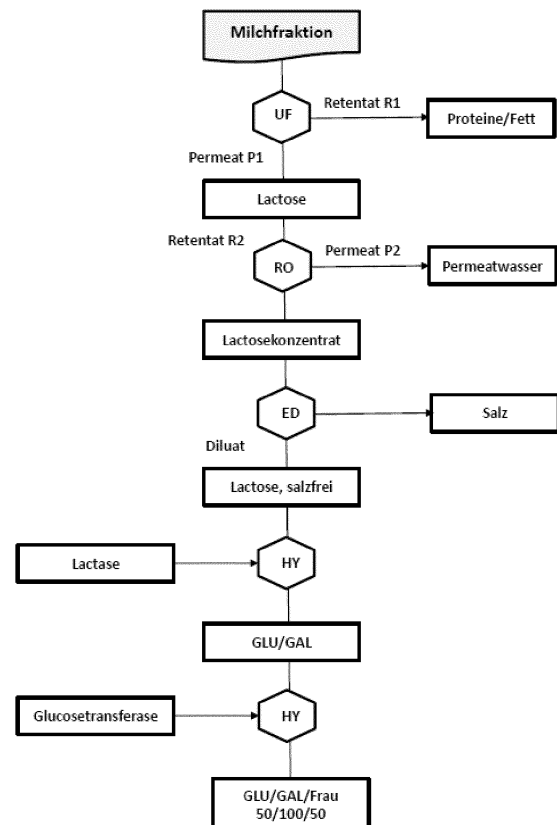 Milchfraktion
UF
Retentat R1
Proteine/Fett
Permeat P1
Lactose
Retentat R2
RO
Permeat P2
Permeatwasser
Lactosekonzentrat
ED
Salz
Diluat
Lactose, salzfrei
Lactase
HY
GLU/GAL
Glucosetransferase
HY
GLU/GAL/Frau
50/100/50